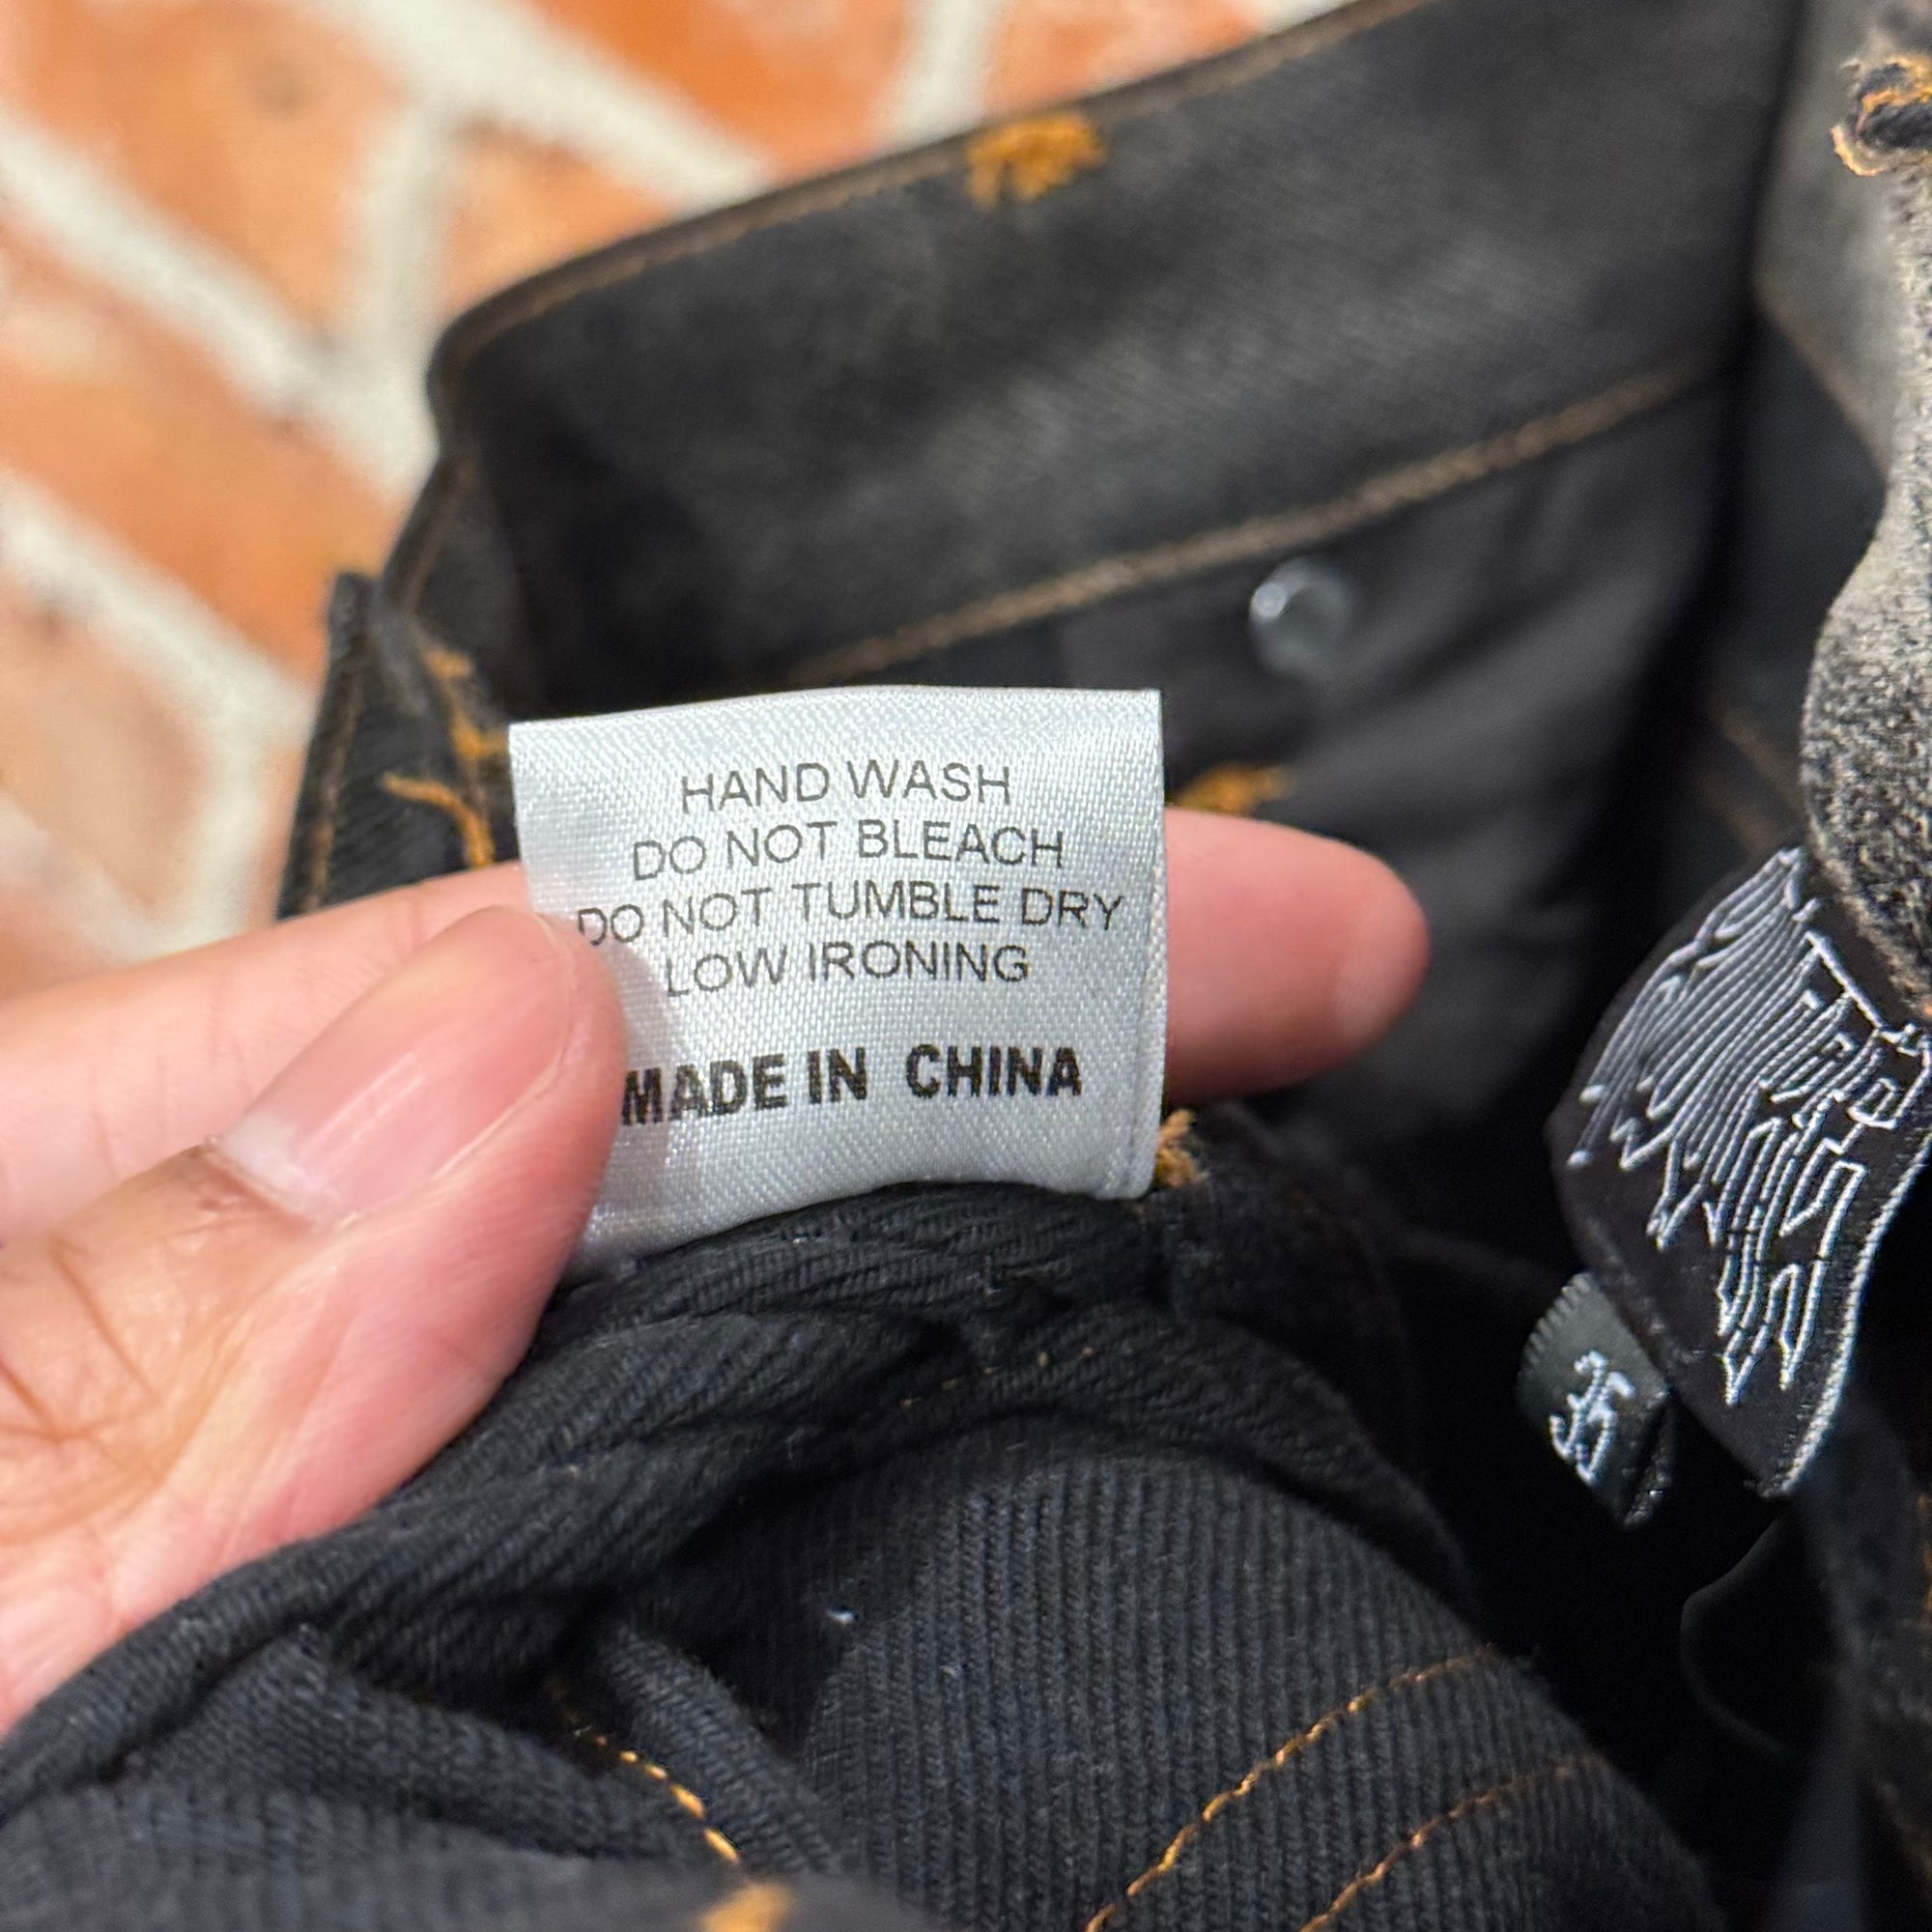 HAND WASH
DO NOT BLEACH
DO NOT TUMBLE DRY
LOW IRONING
MADE IN CHINA